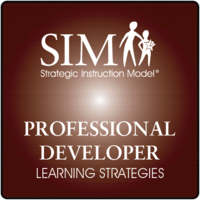 SIM
Strategic Instruction Model®
PROFESSIONAL
DEVELOPER
LEARNING STRATEGIES